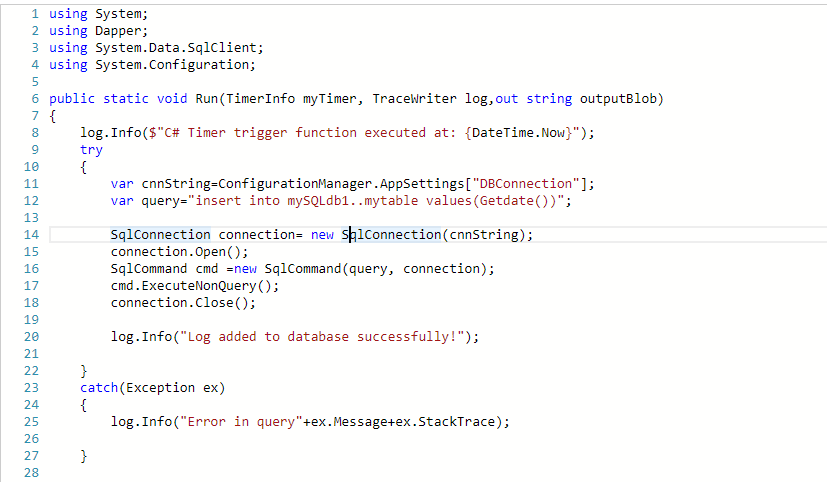 1 using System;
2 using Dapper;
3 using System.Data.SqlClient;
4 using System.Configuration;
5
6 public static void Run(TimerInfo myTimer, TraceWriter log,out string outputBlob)
7 {
8     log.Info($"C# Timer trigger function executed at: {DateTime.Now}");
9     try
10     {
11         var cnnString=ConfigurationManager.AppSettings["DBConnection"];
12         var query="insert into mySQLdb1..mytable values(Getdate())";
13
14         SqlConnection connection= new SqlConnection(cnnString);
15         connection.Open();
16         SqlCommand cmd =new SqlCommand(query, connection);
17         cmd.ExecuteNonQuery();
18         connection.Close();
19
20         log.Info("Log added to database successfully!");
21
22     }
23     catch(Exception ex)
24     {
25         log.Info("Error in query"+ex.Message+ex.StackTrace);
26
27     }
28